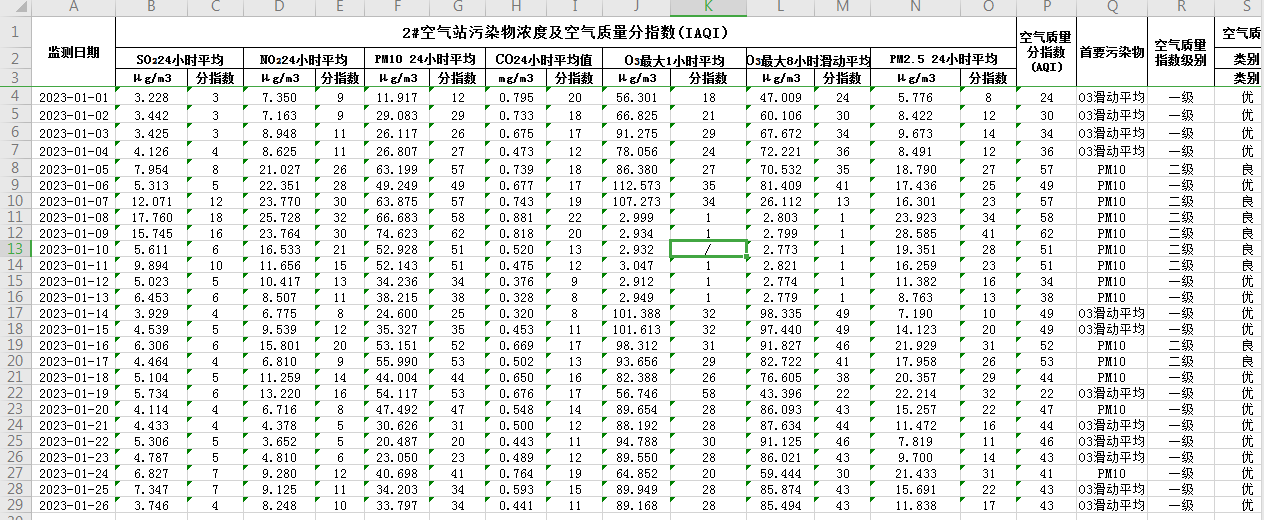 A B C D E F G H I J K L M N O P Q R S
1 监测日期 2#空气站污染物浓度及空气质量分指数(IAQI) 空气质量分指数(AQI) 首要污染物 空气质量指数级别 空气质
2 SO₂24小时平均 NO₂24小时平均 PM10 24小时平均 CO24小时平均值 O₃最大1小时平均 O₃最大8小时滑动平均 PM2.5 24小时平均 类别
3 μg/m3 分指数 μg/m3 分指数 μg/m3 分指数 mg/m3 分指数 μg/m3 分指数 μg/m3 分指数 μg/m3 分指数 类别
4 2023-01-01 3.228 3 7.350 9 11.917 12 0.795 20 56.301 18 47.009 24 5.776 8 24 O3滑动平均 一级 优
5 2023-01-02 3.442 3 7.163 9 29.083 29 0.733 18 66.825 21 60.106 30 8.422 12 30 O3滑动平均 一级 优
6 2023-01-03 3.425 3 8.948 11 26.117 26 0.675 17 91.275 29 67.672 34 9.673 14 34 O3滑动平均 一级 优
7 2023-01-04 4.126 4 8.625 11 26.807 27 0.473 12 78.056 24 72.221 36 8.491 12 36 O3滑动平均 一级 优
8 2023-01-05 7.954 8 21.027 26 63.199 57 0.739 18 86.380 27 70.532 35 18.790 27 57 PM10 二级 良
9 2023-01-06 5.313 5 22.351 28 49.249 49 0.677 17 112.573 35 81.409 41 17.436 25 49 PM10 一级 优
10 2023-01-07 12.071 12 23.770 30 63.875 57 0.743 19 107.273 34 26.112 13 16.301 23 57 PM10 二级 良
11 2023-01-08 17.760 18 25.728 32 66.683 58 0.881 22 2.999 1 2.803 1 23.923 34 58 PM10 二级 良
12 2023-01-09 15.745 16 23.764 30 74.623 62 0.818 20 2.934 1 2.799 1 28.585 41 62 PM10 二级 良
13 2023-01-10 5.611 6 16.533 21 52.928 51 0.520 13 2.932 / 2.773 1 19.351 28 51 PM10 二级 良
14 2023-01-11 9.894 10 11.656 15 52.143 51 0.475 12 3.047 1 2.821 1 16.259 23 51 PM10 二级 良
15 2023-01-12 5.023 5 10.417 13 34.236 34 0.376 9 2.912 1 2.774 1 11.382 16 34 PM10 一级 优
16 2023-01-13 6.453 6 8.507 11 38.215 38 0.328 8 2.949 1 2.779 1 8.763 13 38 PM10 一级 优
17 2023-01-14 3.929 4 6.775 8 24.600 25 0.320 8 101.388 32 98.335 49 7.190 10 49 O3滑动平均 一级 优
18 2023-01-15 4.539 5 9.539 12 35.327 35 0.453 11 101.613 32 97.440 49 14.123 20 49 O3滑动平均 一级 优
19 2023-01-16 6.306 6 15.801 20 53.151 52 0.669 17 98.312 31 91.827 46 21.929 31 52 PM10 二级 良
20 2023-01-17 4.464 4 6.810 9 55.990 53 0.502 13 93.656 29 82.722 41 17.958 26 53 PM10 二级 良
21 2023-01-18 5.104 5 11.259 14 44.004 44 0.650 16 82.388 26 76.605 38 20.357 29 44 PM10 一级 优
22 2023-01-19 5.734 6 13.220 16 54.117 53 0.676 17 56.746 58 43.396 22 22.214 32 22 O3滑动平均 一级 优
23 2023-01-20 4.114 4 6.716 8 47.492 47 0.548 14 89.654 28 86.093 43 15.257 22 47 PM10 一级 优
24 2023-01-21 4.433 4 4.378 5 30.626 31 0.500 12 88.192 28 87.634 44 11.472 16 44 O3滑动平均 一级 优
25 2023-01-22 5.306 5 3.652 5 20.487 20 0.443 11 94.788 30 91.125 46 7.819 11 46 O3滑动平均 一级 优
26 2023-01-23 4.787 5 4.810 6 23.050 23 0.489 12 89.550 28 86.021 43 9.700 14 43 O3滑动平均 一级 优
27 2023-01-24 6.827 7 9.280 12 40.698 41 0.764 19 64.852 20 59.444 30 21.433 31 41 PM10 一级 优
28 2023-01-25 7.347 7 9.125 11 34.203 34 0.593 15 89.949 28 85.874 43 15.691 22 43 O3滑动平均 一级 优
29 2023-01-26 3.746 4 8.248 10 33.797 34 0.441 11 89.168 28 85.494 43 11.838 17 43 O3滑动平均 一级 优